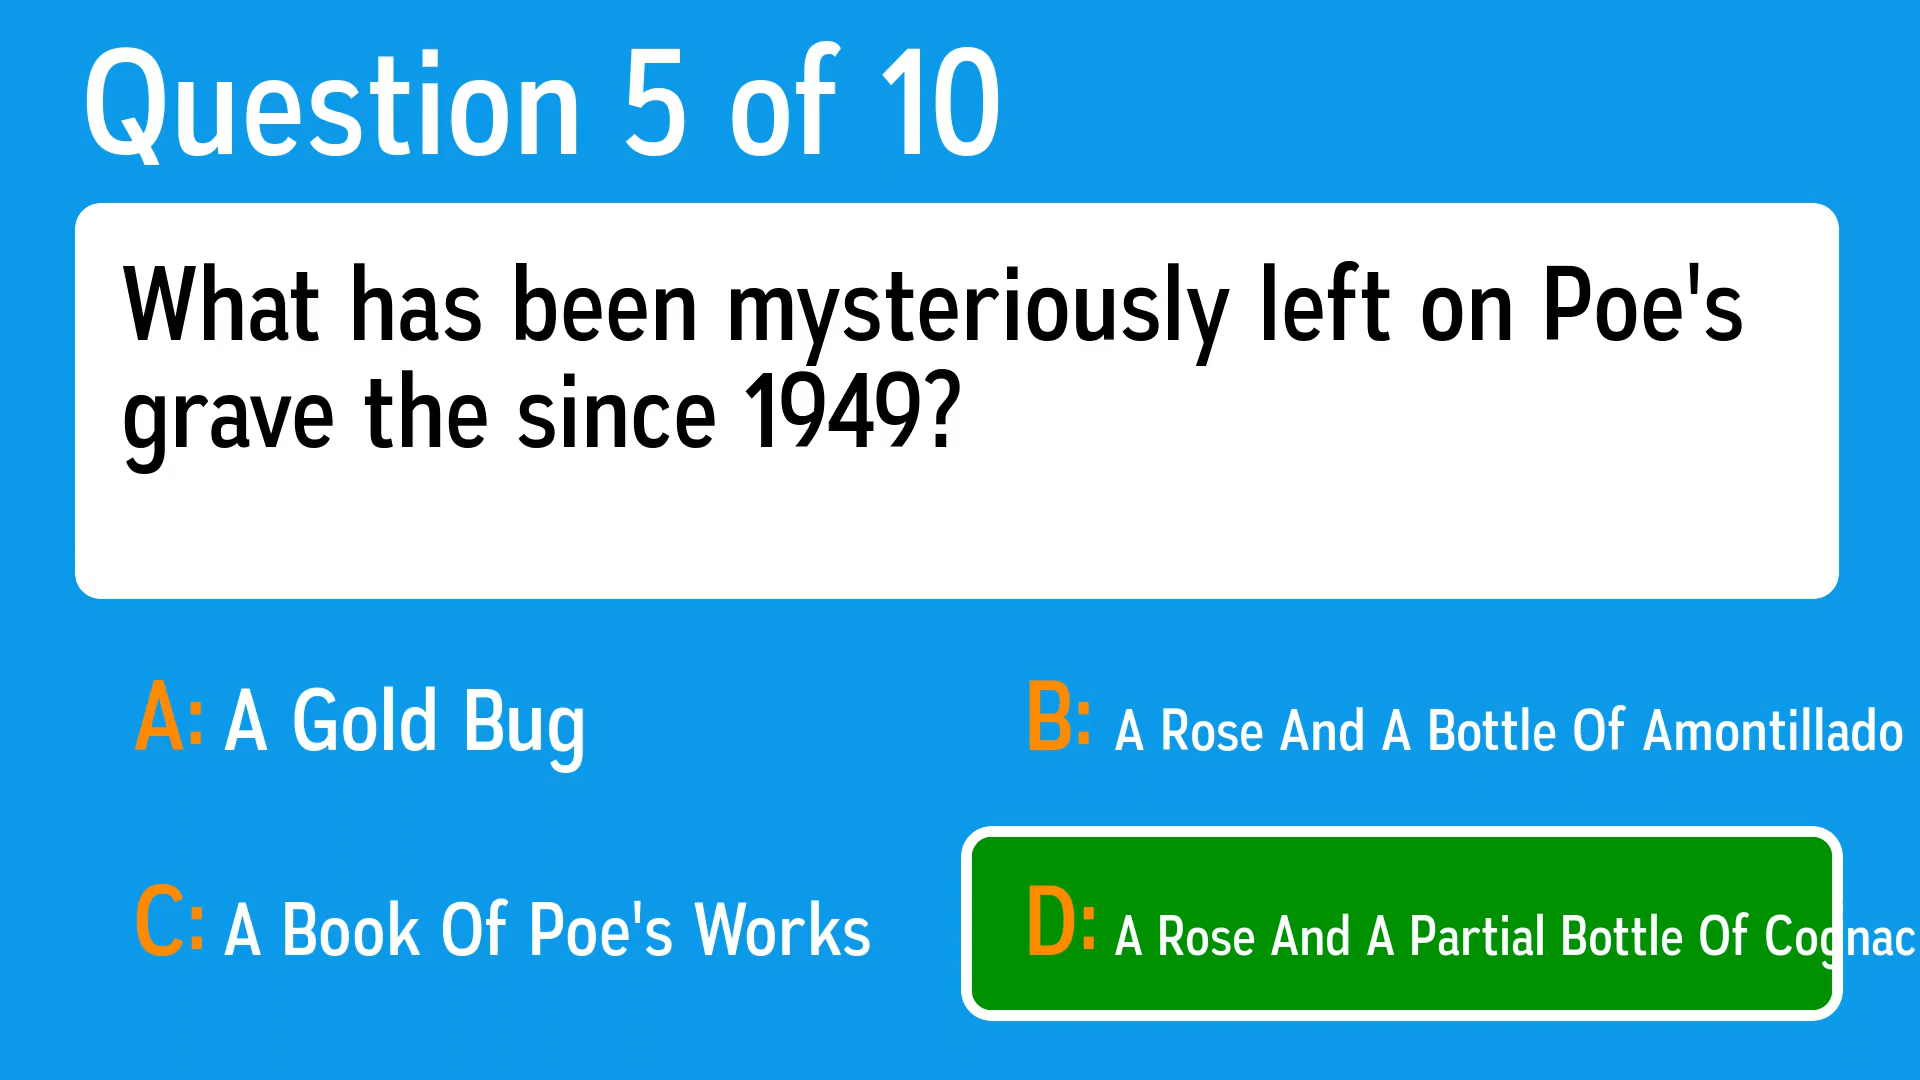 Question 5 of 10
What has been mysteriously left on Poe's
grave the since 1949?
A: A Gold Bug
B: A Rose And A Bottle Of Amontillado
C: A Book Of Poe's Works
D: A Rose And A Partial Bottle Of Cognac